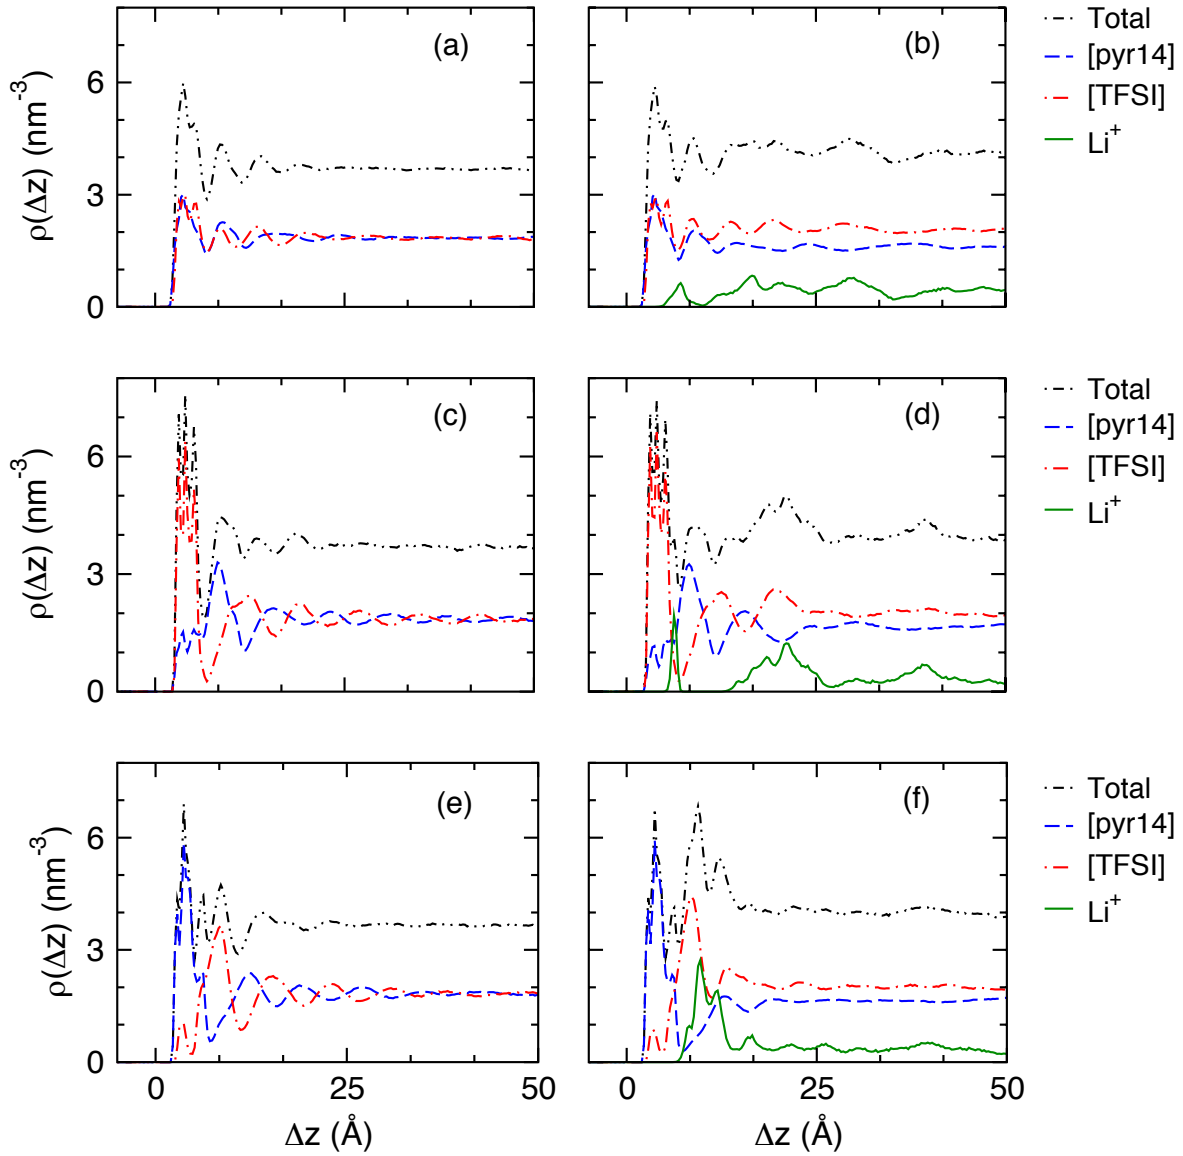 (a)
(b)
Total
[pyr14]
[TFSI]
Li⁺
ρ(Δz) (nm⁻³)
6
3
0
(c)
(d)
Total
[pyr14]
[TFSI]
Li⁺
ρ(Δz) (nm⁻³)
6
3
0
(e)
(f)
Total
[pyr14]
[TFSI]
Li⁺
ρ(Δz) (nm⁻³)
6
3
0
0 25 50 0 25 50
Δz (Å) Δz (Å)